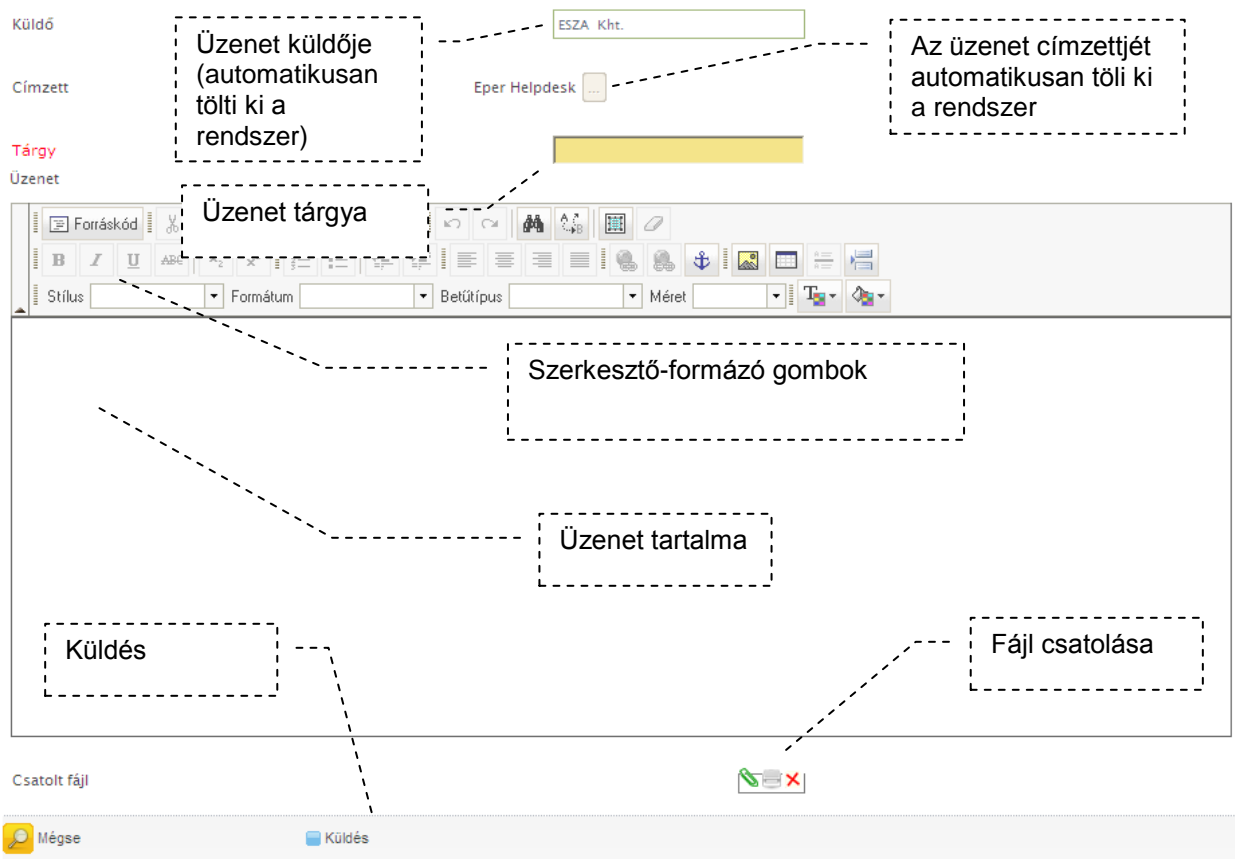 Küldő
Üzenet küldője
(automatikusan
tölti ki a
rendszer)
ESZA Kht.
Az üzenet címzettjét
automatikusan töli ki
a rendszer
Címzett
Eper Helpdesk ...
Tárgy
Üzenet
Üzenet tárgya
Forráskód
B I U ABC
Stílus Formátum Betűtípus Méret
Szerkesztő-formázó gombok
Üzenet tartalma
Küldés
Fájl csatolása
Csatolt fájl
Mégse Küldés